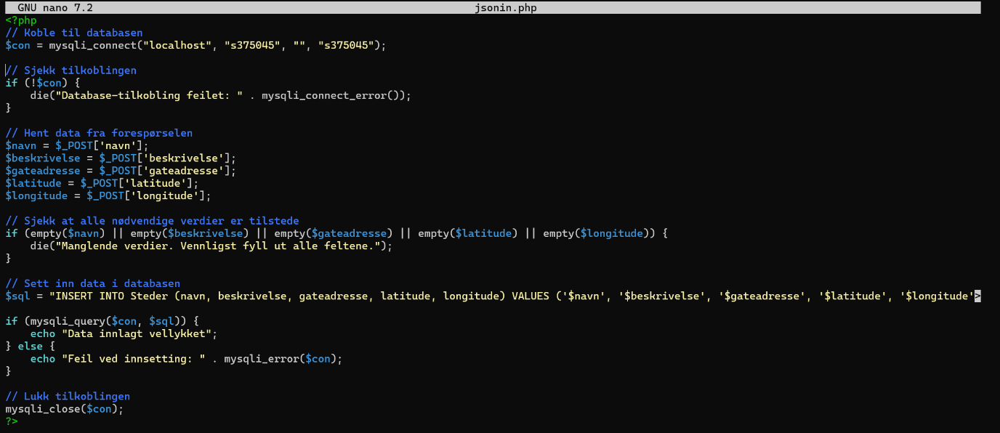 GNU nano 7.2 jsonin.php
<?php
// Koble til databasen
$con = mysqli_connect("localhost", "s375045", "", "s375045");
// Sjekk tilkoblingen
if (!$con) {
    die("Database-tilkobling feilet: " . mysqli_connect_error());
}
// Hent data fra forespørselen
$navn = $_POST['navn'];
$beskrivelse = $_POST['beskrivelse'];
$gateadresse = $_POST['gateadresse'];
$latitude = $_POST['latitude'];
$longitude = $_POST['longitude'];
// Sjekk at alle nødvendige verdier er tilstede
if (empty($navn) || empty($beskrivelse) || empty($gateadresse) || empty($latitude) || empty($longitude)) {
    die("Manglende verdier. Vennligst fyll ut alle feltene.");
}
// Sett inn data i databasen
$sql = "INSERT INTO Steder (navn, beskrivelse, gateadresse, latitude, longitude) VALUES ('$navn', '$beskrivelse', '$gateadresse', '$latitude', '$longitude'>
if (mysqli_query($con, $sql)) {
    echo "Data innlagt vellykket";
} else {
    echo "Feil ved innsetting: " . mysqli_error($con);
}
// Lukk tilkoblingen
mysqli_close($con);
?>